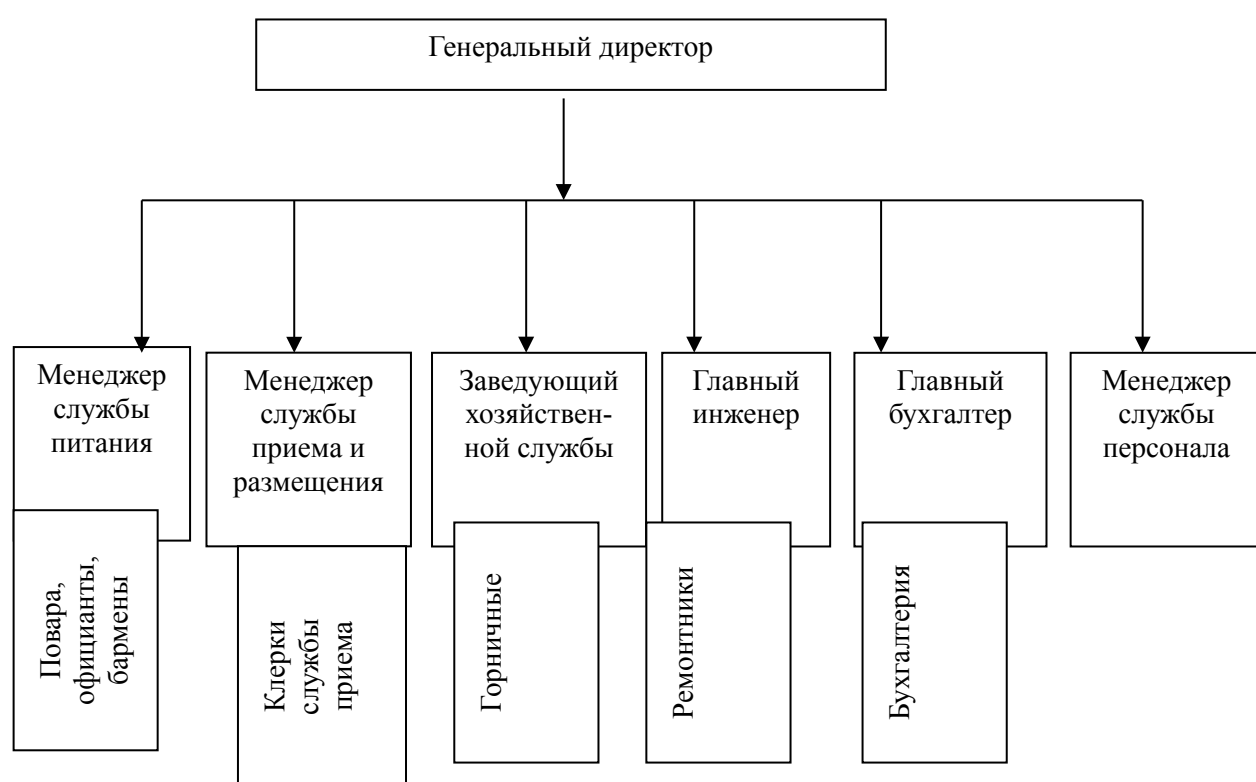 Генеральный директор
Менеджер
службы
питания
Менеджер
службы
приема и
размещения
Заведующий
хозяйствен-
ной службы
Главный
инженер
Главный
бухгалтер
Менеджер
службы
персонала
Повара,
официанты,
бармены
Клерки
службы
приема
Горничные
Ремонтники
Бухгалтерия